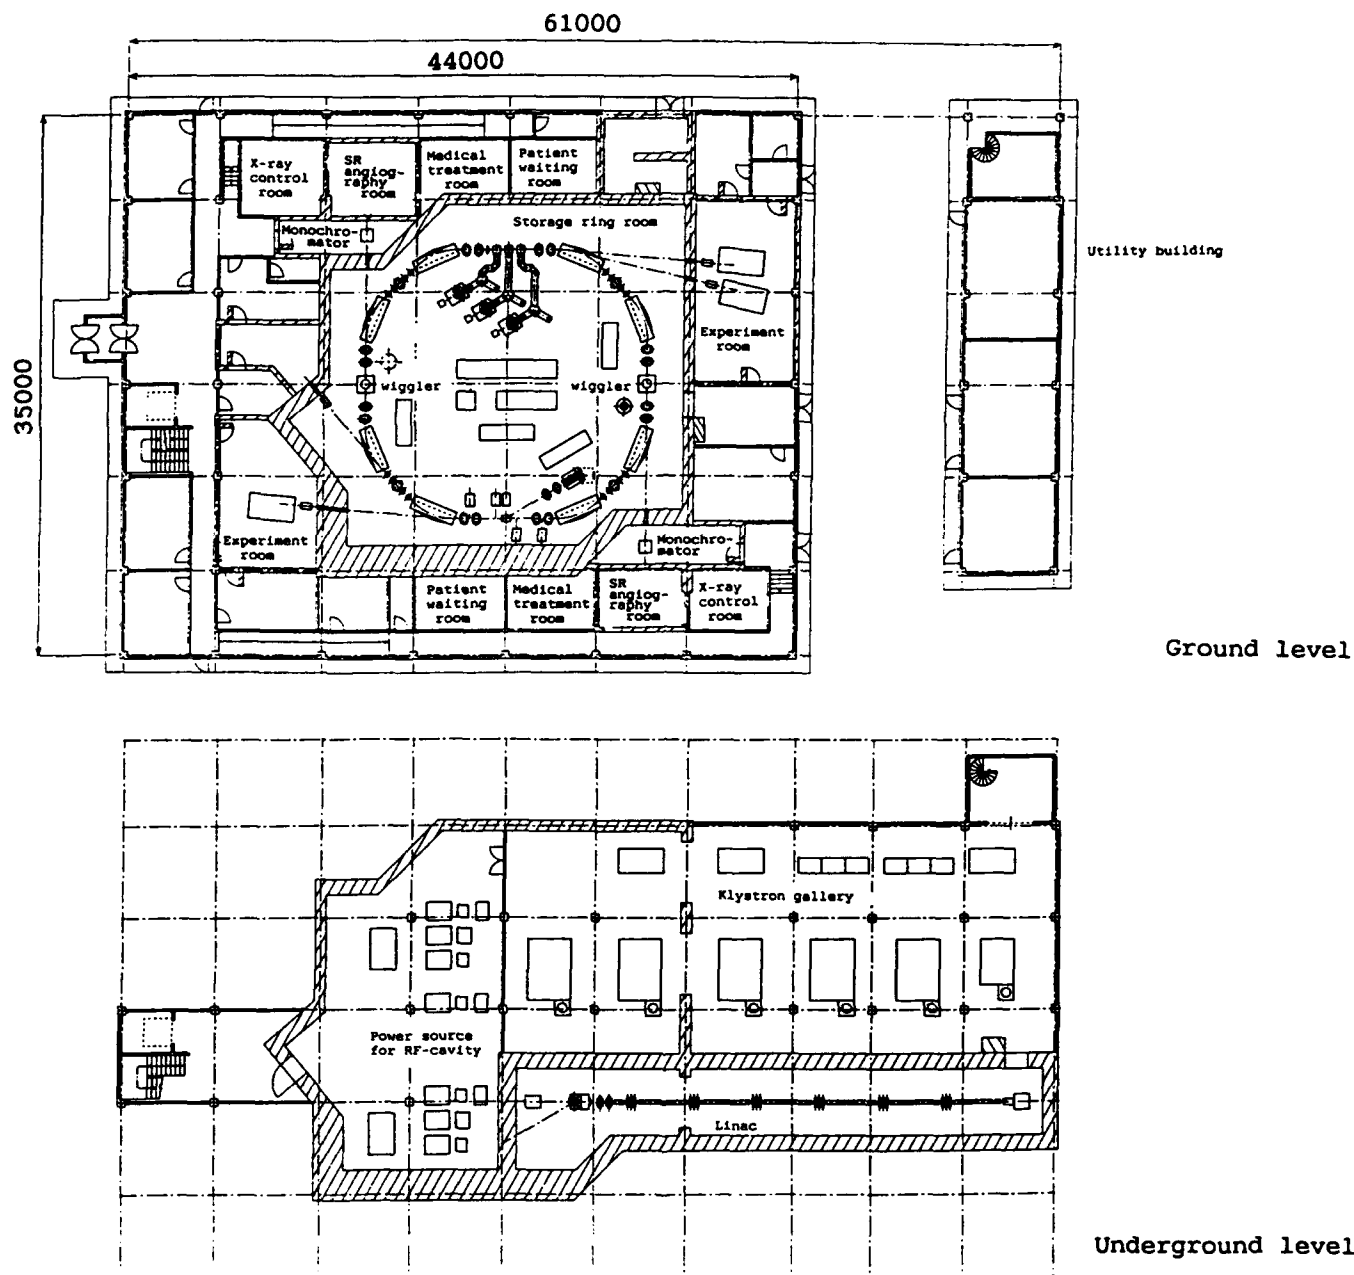 61000
44000
35000
X-ray
control
room
SR
angiog-
raphy
room
Medical
treatment
room
Patient
waiting
room
Monochro-
mator
Storage ring room
Utility building
Experiment
room
wiggler
wiggler
Experiment
room
Monochro-
mator
Patient
waiting
room
Medical
treatment
room
SR
angiog-
raphy
room
X-ray
control
room
Ground level
Klystron gallery
Power source
for RF-cavity
Linac
Underground level